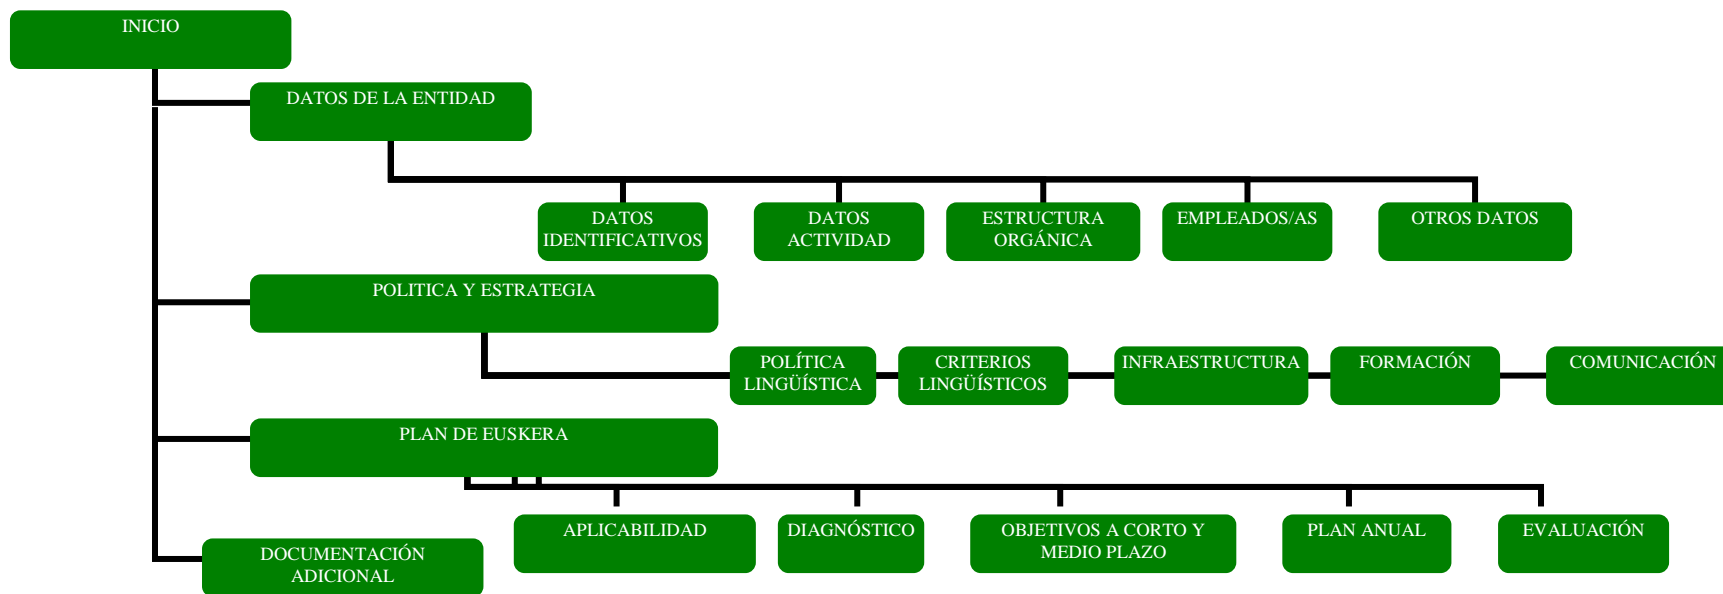 INICIO
DATOS DE LA ENTIDAD
DATOS
IDENTIFICATIVOS
DATOS
ACTIVIDAD
ESTRUCTURA
ORGÁNICA
EMPLEADOS/AS
OTROS DATOS
POLITICA Y ESTRATEGIA
POLÍTICA
LINGÜÍSTICA
CRITERIOS
LINGÜÍSTICOS
INFRAESTRUCTURA
FORMACIÓN
COMUNICACIÓN
PLAN DE EUSKERA
APLICABILIDAD
DIAGNÓSTICO
OBJETIVOS A CORTO Y
MEDIO PLAZO
PLAN ANUAL
EVALUACIÓN
DOCUMENTACIÓN
ADICIONAL